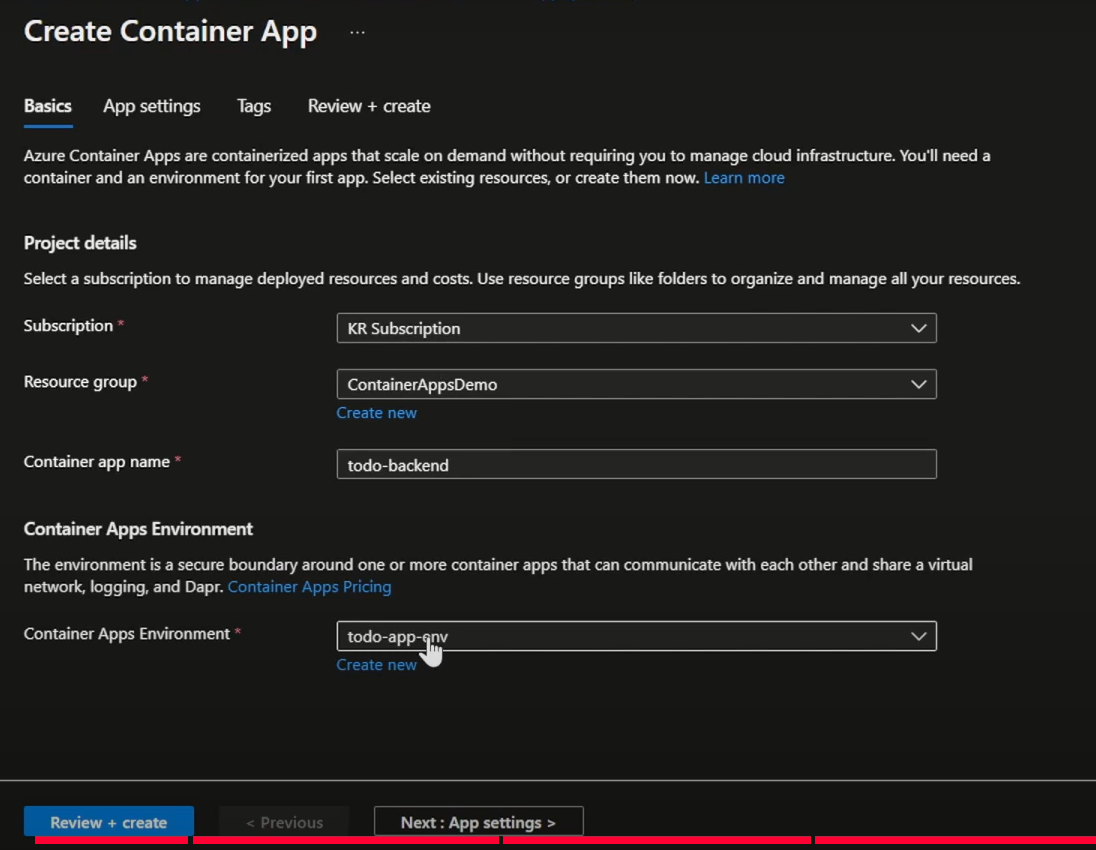 Create Container App ...
Basics App settings Tags Review + create
Azure Container Apps are containerized apps that scale on demand without requiring you to manage cloud infrastructure. You'll need a
container and an environment for your first app. Select existing resources, or create them now. Learn more
Project details
Select a subscription to manage deployed resources and costs. Use resource groups like folders to organize and manage all your resources.
Subscription *
KR Subscription
Resource group *
ContainerAppsDemo
Create new
Container app name *
todo-backend
Container Apps Environment
The environment is a secure boundary around one or more container apps that can communicate with each other and share a virtual
network, logging, and Dapr. Container Apps Pricing
Container Apps Environment *
todo-app-env
Create new
Review + create < Previous Next : App settings >